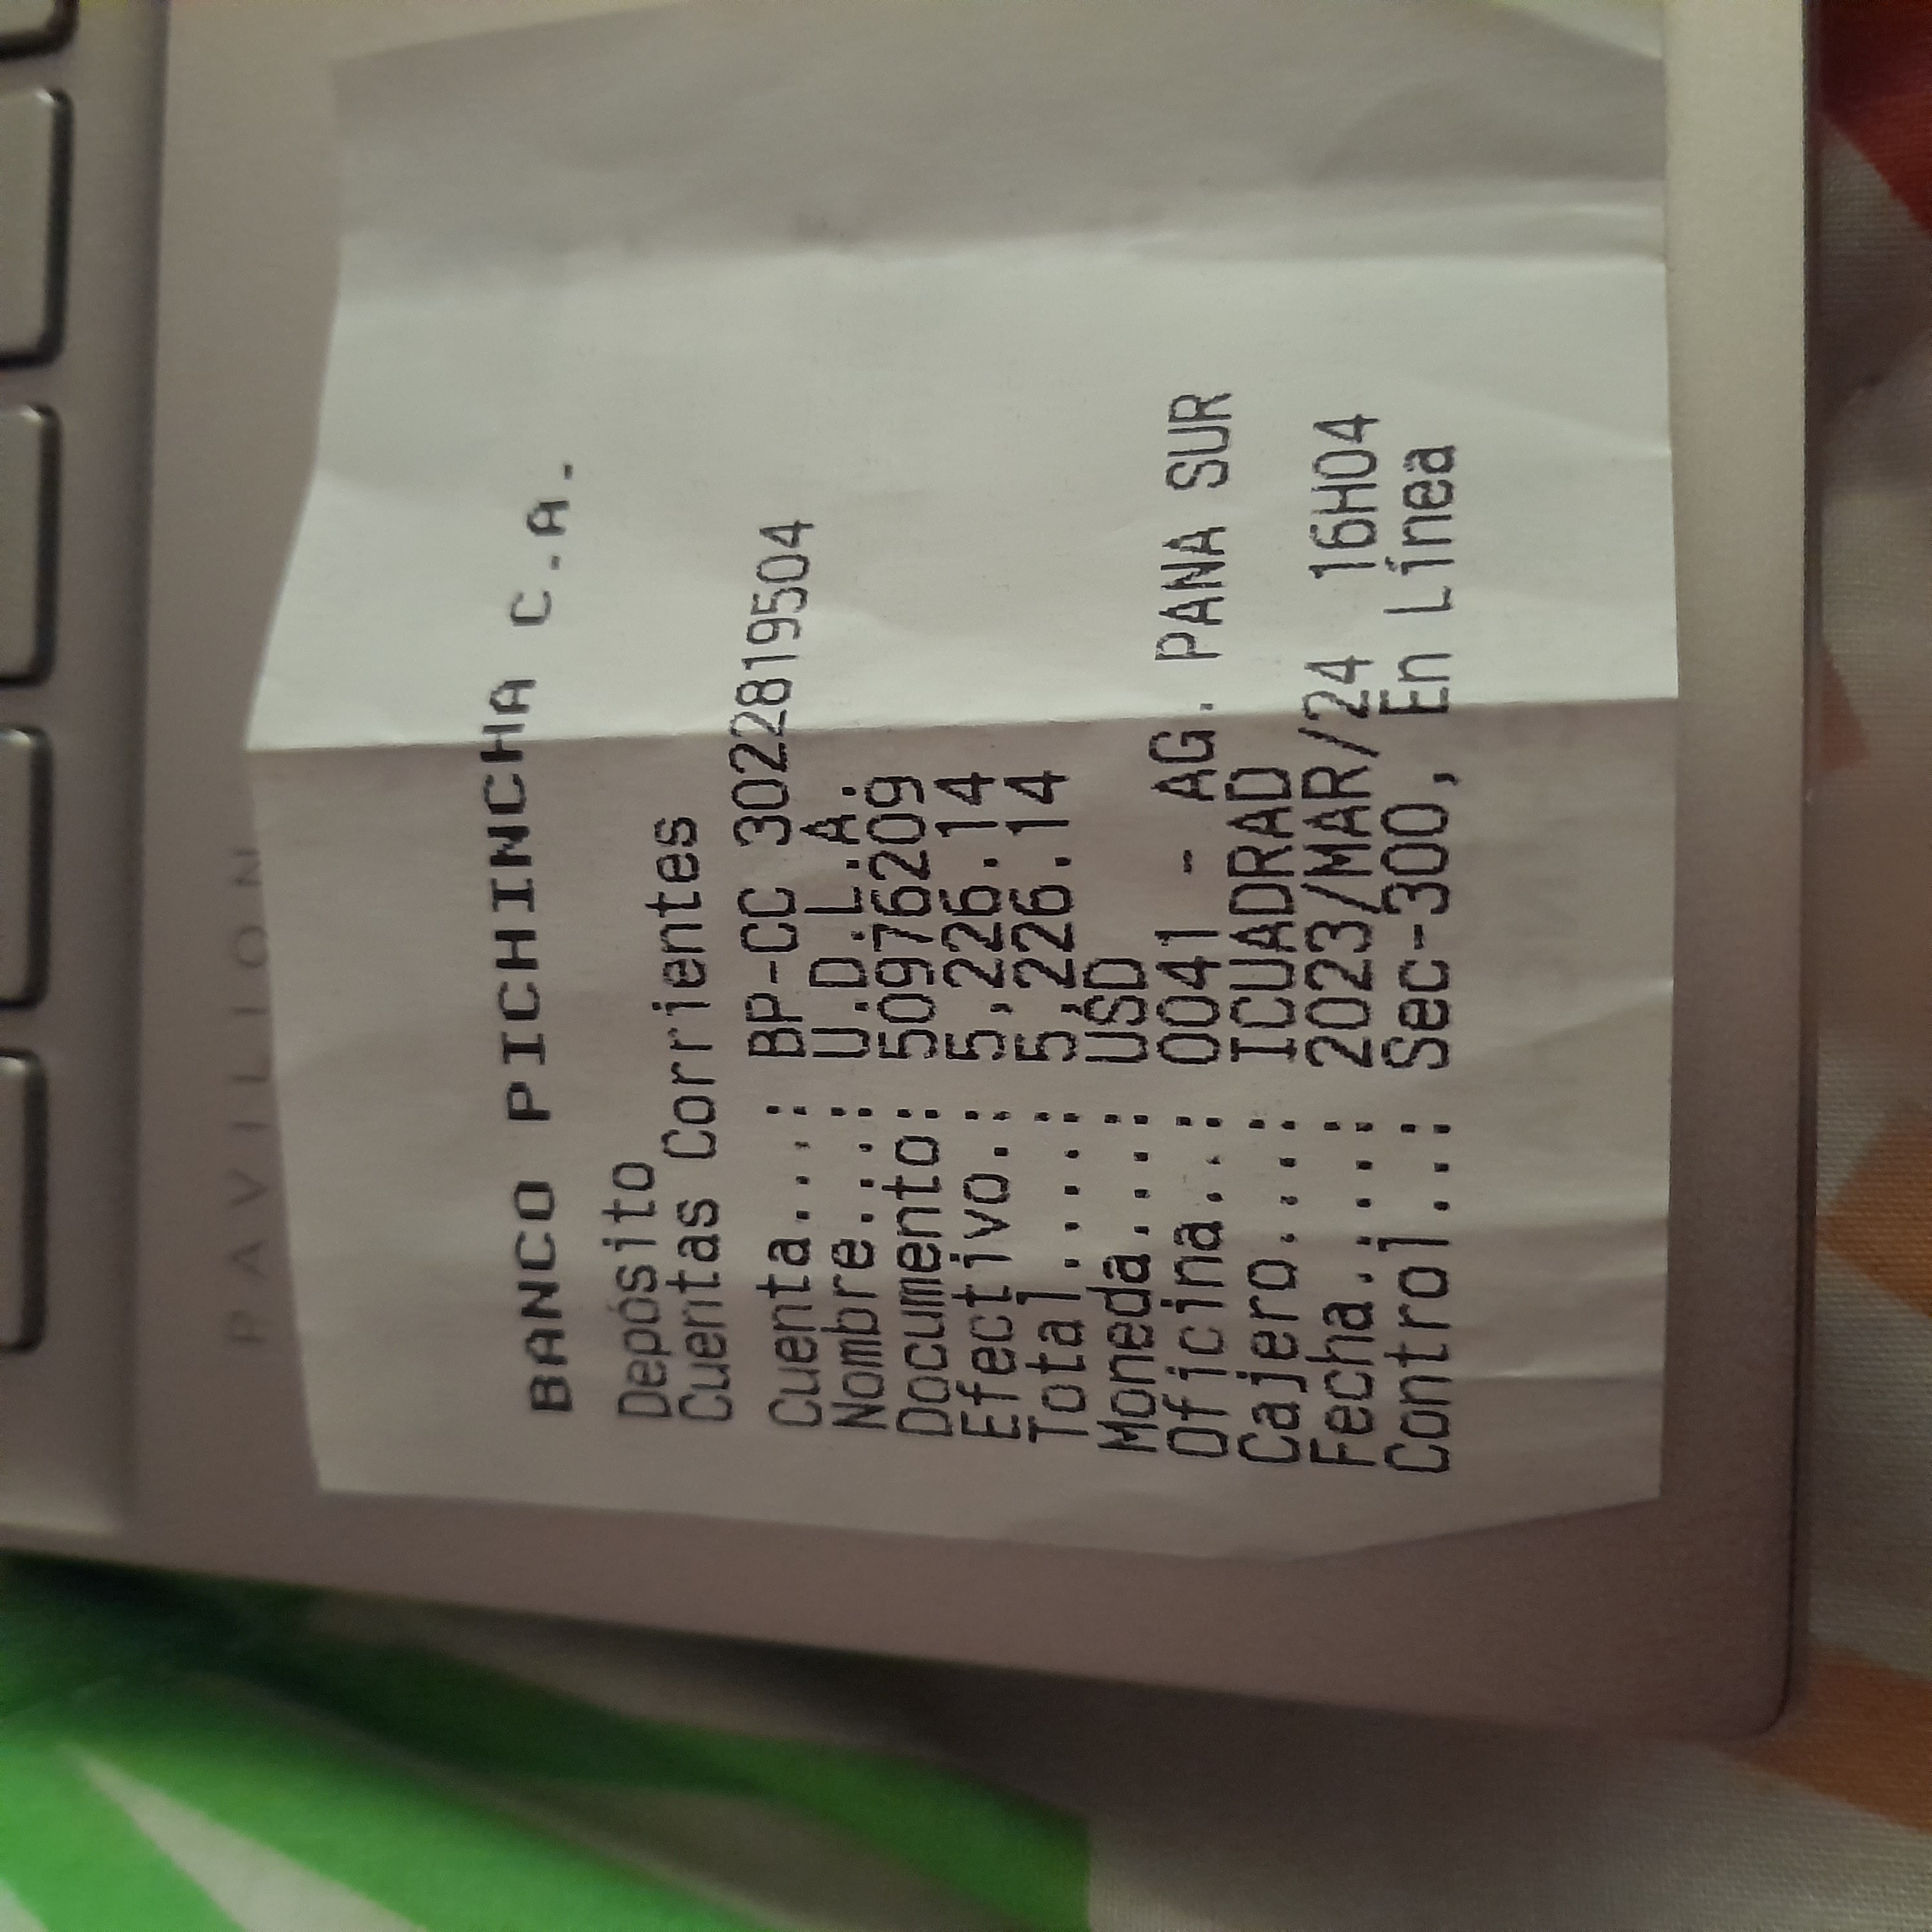 BANCO PICHINCHA C.A.
Depósito
Cuentas Corrientes
Cuenta....: BP-CC 3022819504
Nombre....: U.D.L.A.
Documento: 50976209
Efectivo..: 5,226.14
Total.....: 5,226.14
Moneda....: USD
Oficina...: 0041 - AG. PANA SUR
Cajero....: ICUADRAD
Fecha.....: 2023/MAR/24 16H04
Control...: Sec-300, En Línea
PAVILION